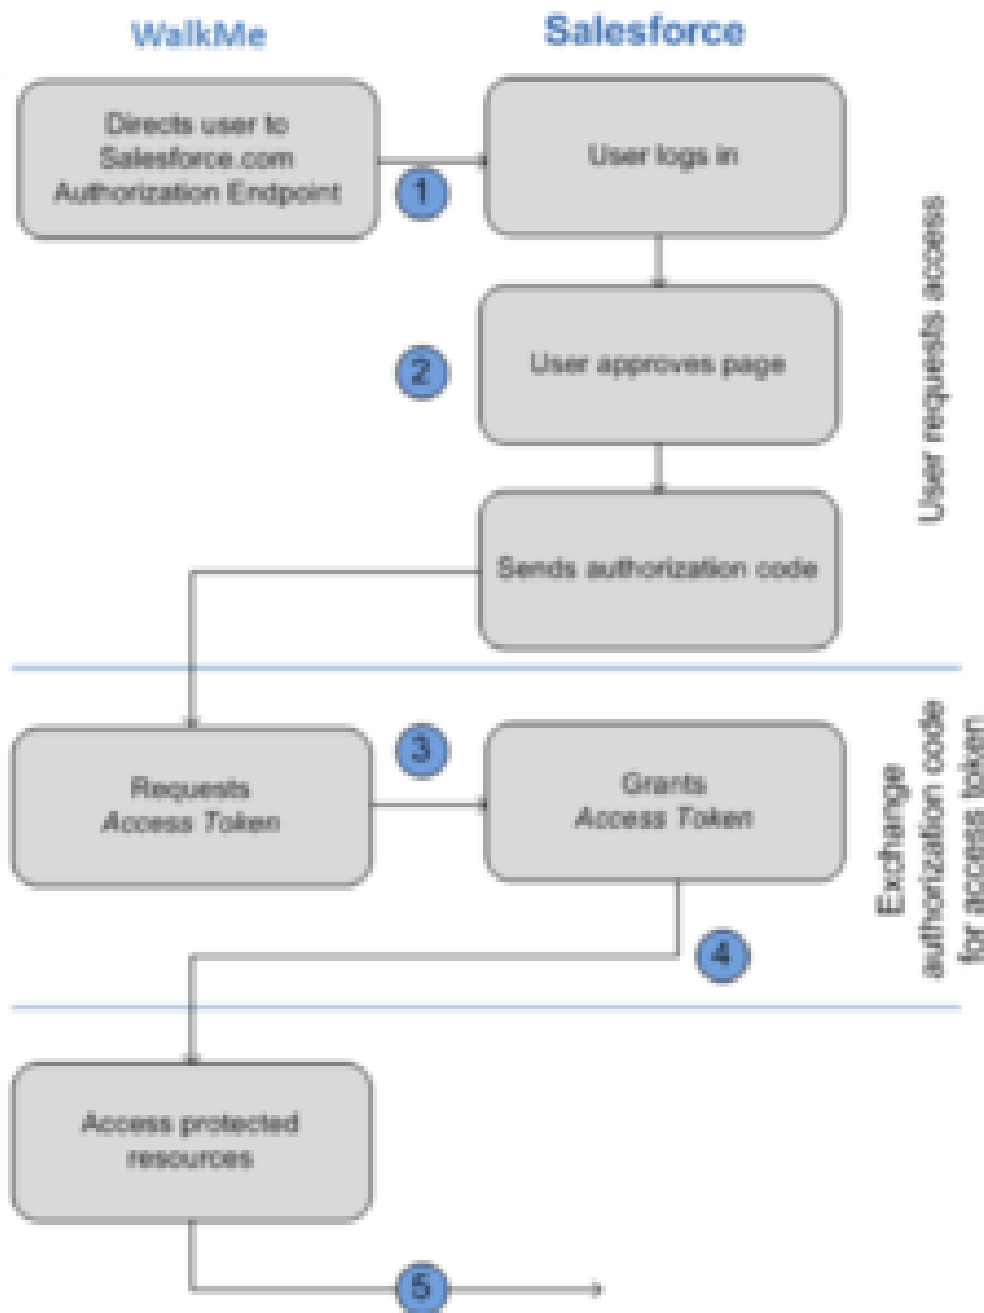 WalkMe
Salesforce
Directs user to
Salesforce.com
Authorization Endpoint
1
User logs in
2
User approves page
Sends authorization code
User requests access
Requests
Access Token
3
Grants
Access Token
4
Exchange
authorization code
for access token
Access protected
resources
5